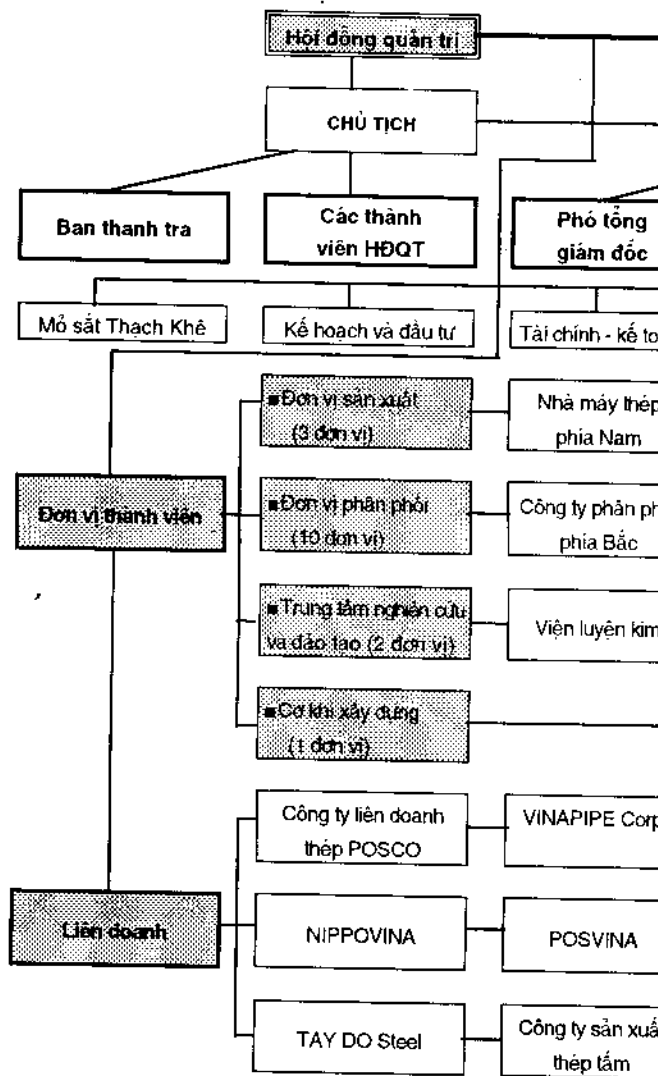 Hội đồng quản trị
CHỦ TỊCH
Ban thanh tra
Các thành
viên HĐQT
Phó tổng
giám đốc
Mỏ sắt Thạch Khê
Kế hoạch và đầu tư
Tài chính - kế to
■Đơn vị sản xuất
(3 đơn vị)
Nhà máy thép
phía Nam
Đơn vị thành viên
■Đơn vị phân phối
(10 đơn vị)
Công ty phân ph
phía Bắc
■Trung tâm nghiên cứu
và đào tạo (2 đơn vị)
Viện luyện kim
■Cơ khí xây dựng
(1 đơn vị)
Công ty liên doanh
thép POSCO
VINAPIPE Corp
Liên doanh
NIPPOVINA
POSVINA
TAY DO Steel
Công ty sản xuấ
thép tấm